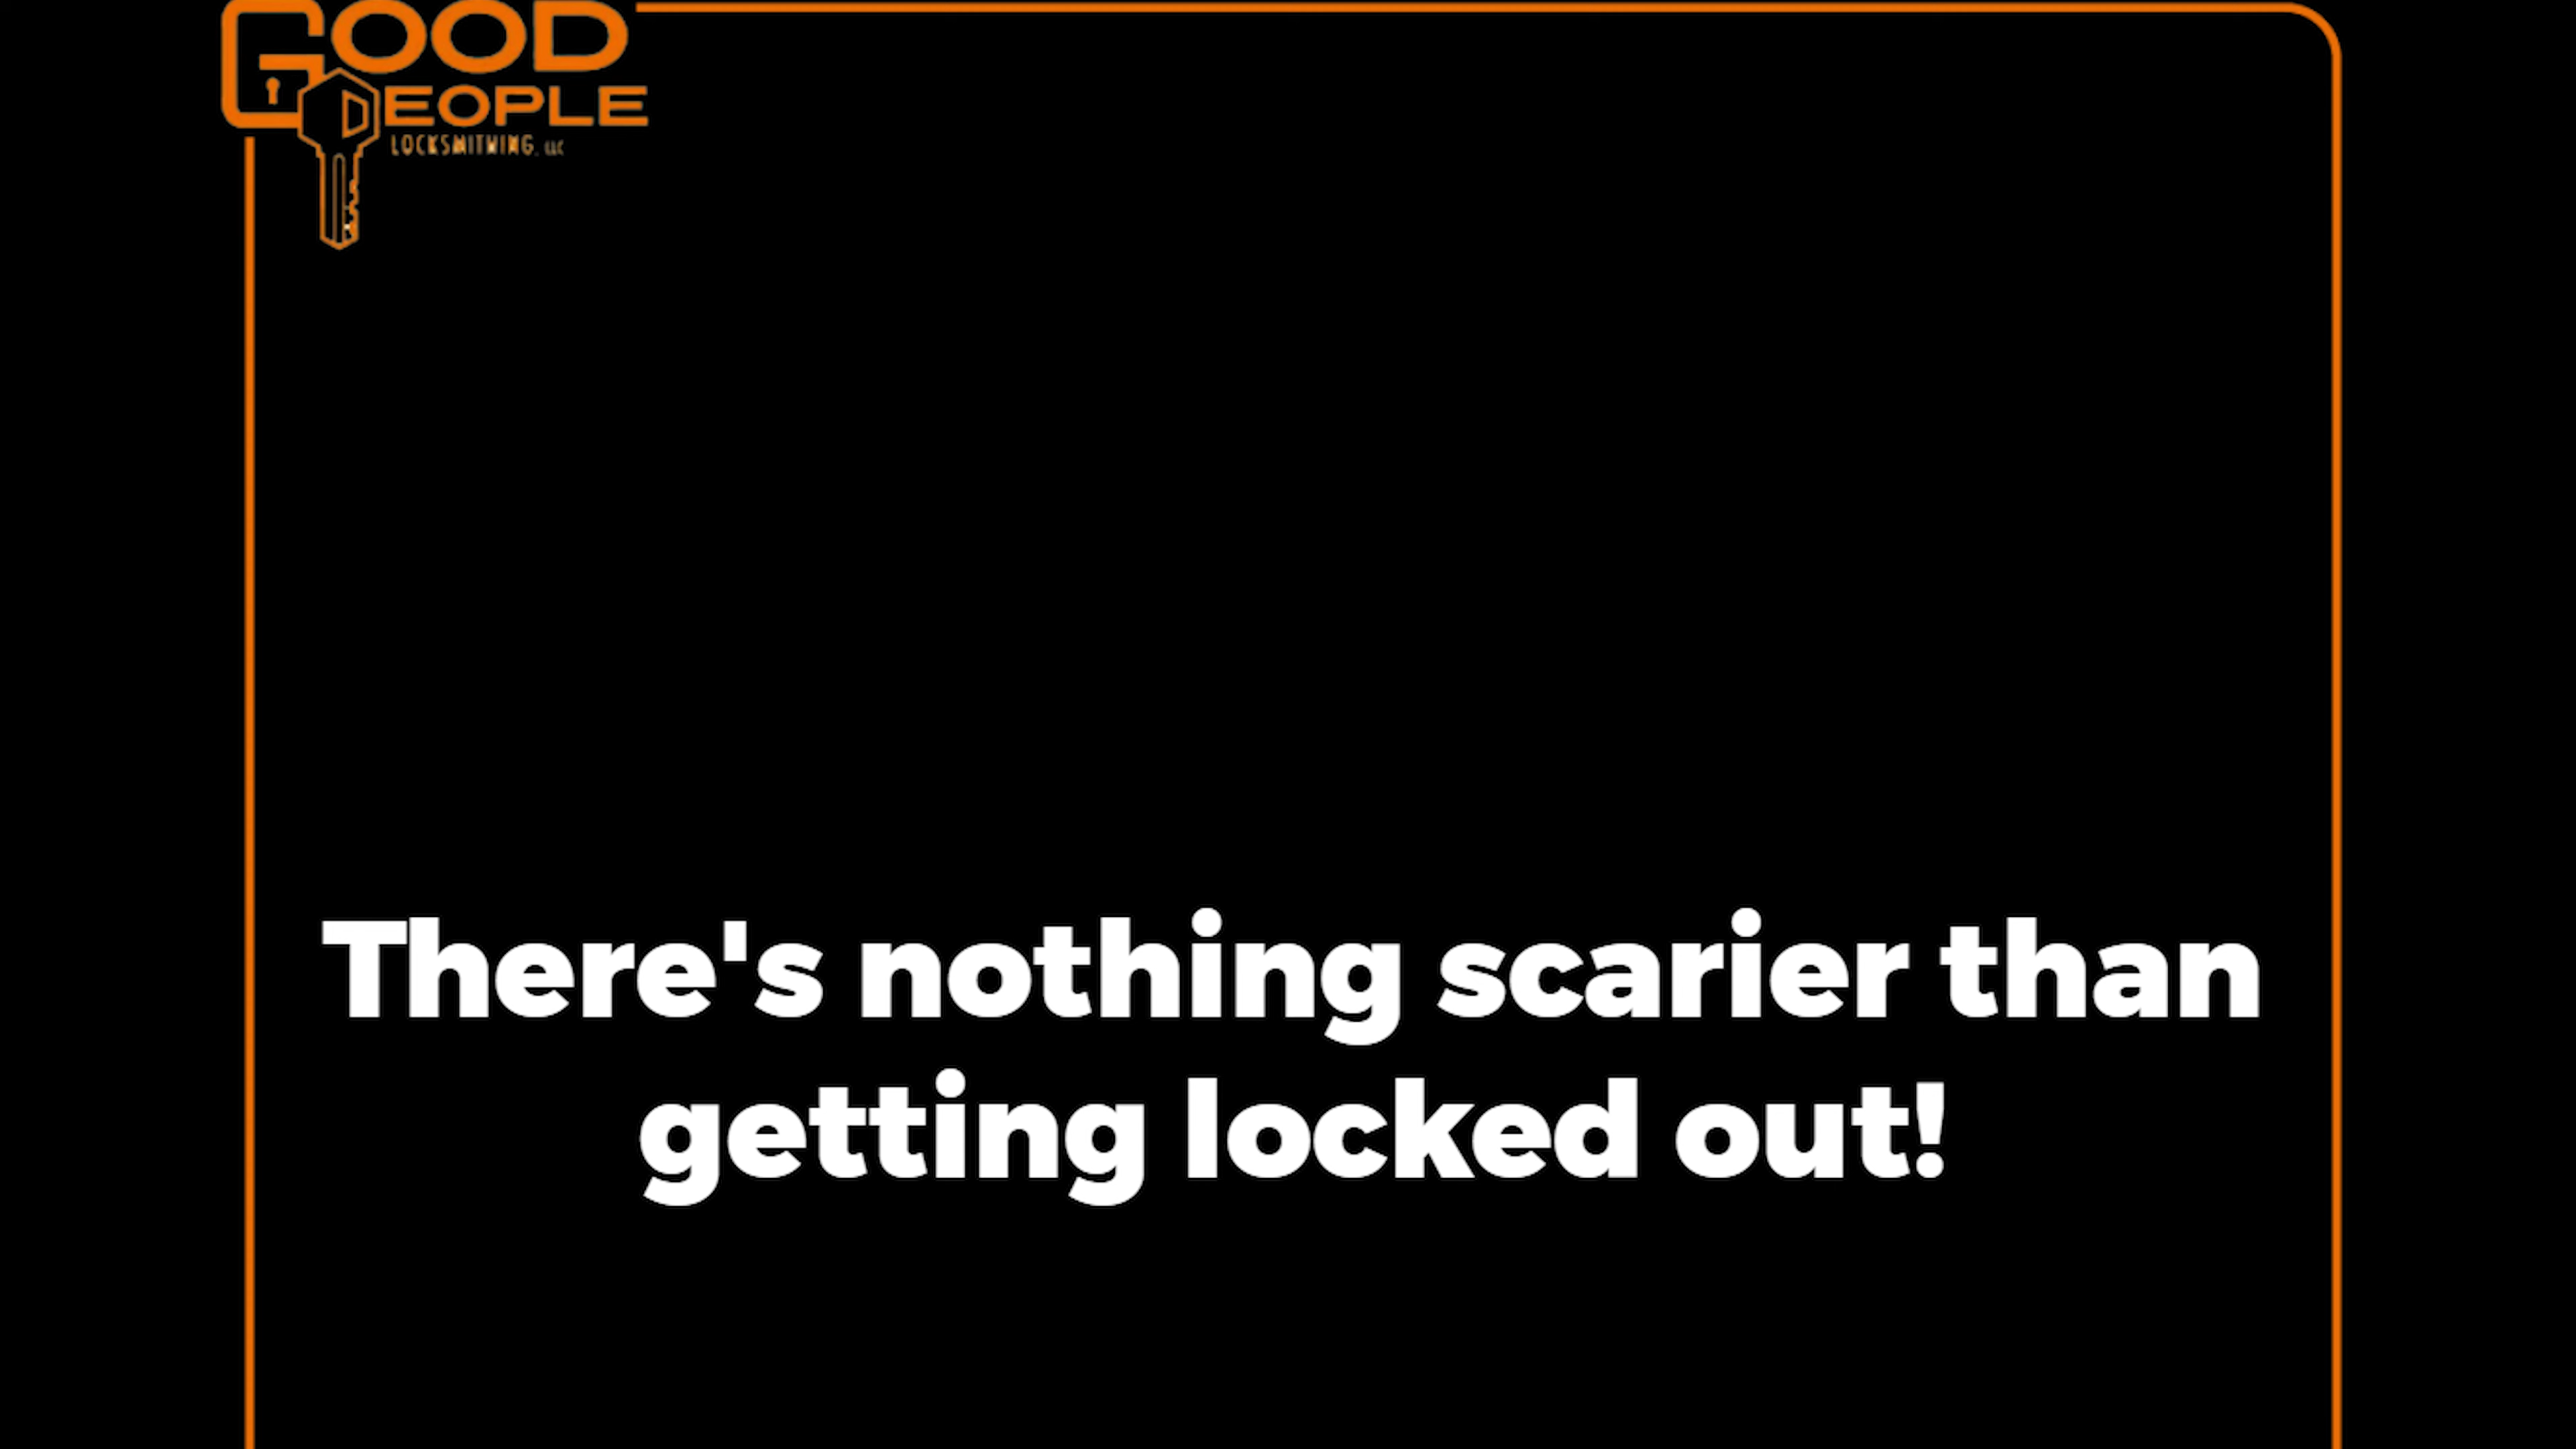 GOOD
PEOPLE
LOCKSMITHING, LLC
There's nothing scarier than
getting locked out!